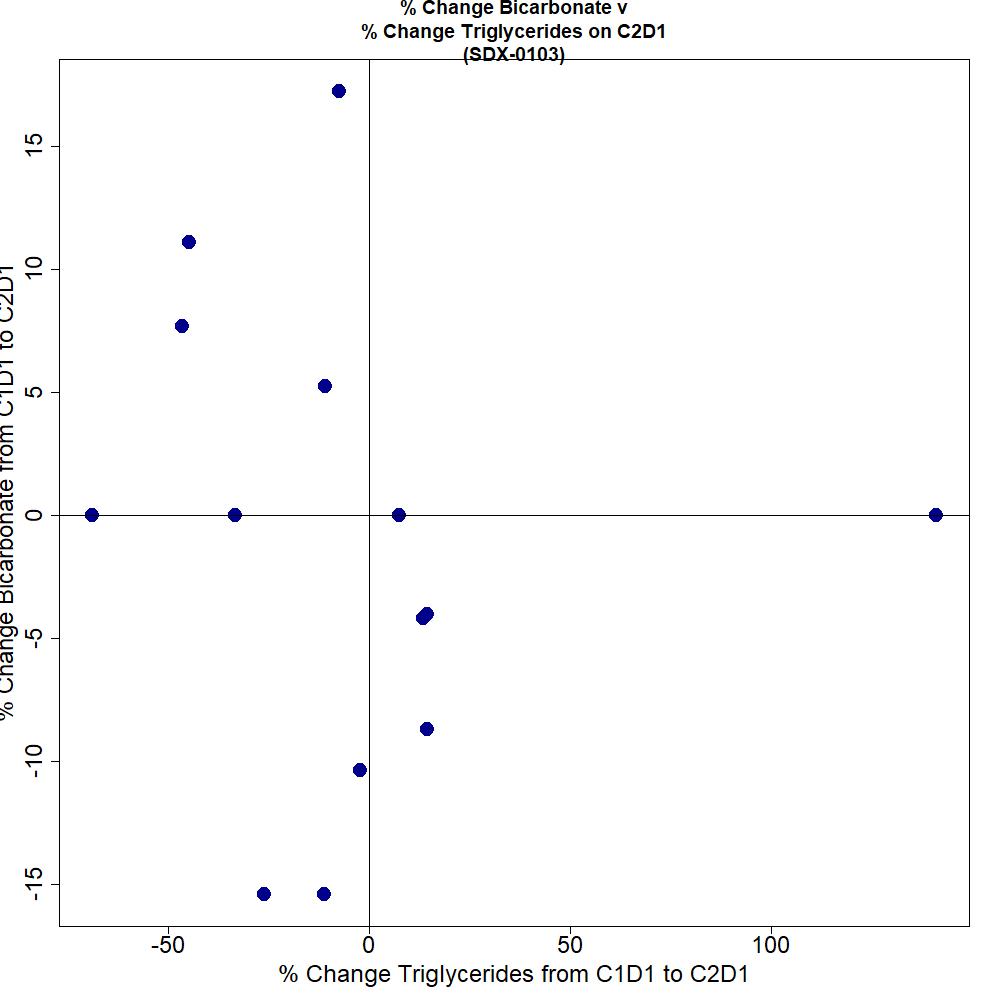 % Change Bicarbonate v
% Change Triglycerides on C2D1
(SDX-0103)
% Change Bicarbonate from C1D1 to C2D1
15
10
5
0
-5
-10
-15
-50
0
50
100
% Change Triglycerides from C1D1 to C2D1